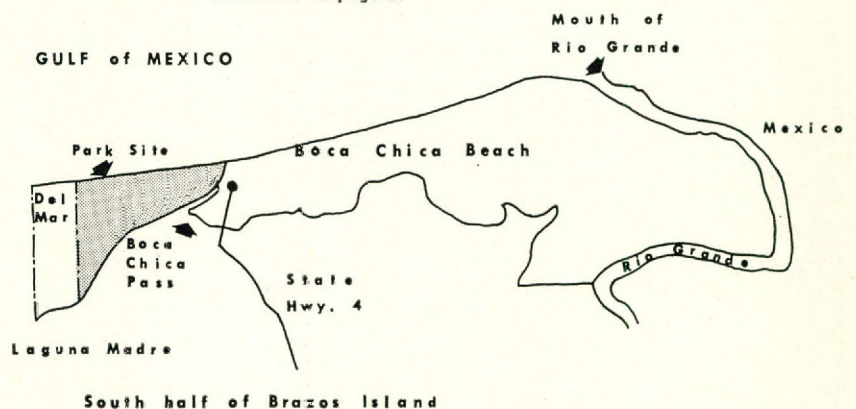 Mouth of
Rio Grande
GULF of MEXICO
Mexico
Park Site
Boca Chica Beach
Del
Mar
Boca
Chica
Pass
Rio Grande
State
Hwy. 4
Laguna Madre
South half of Brazos Island